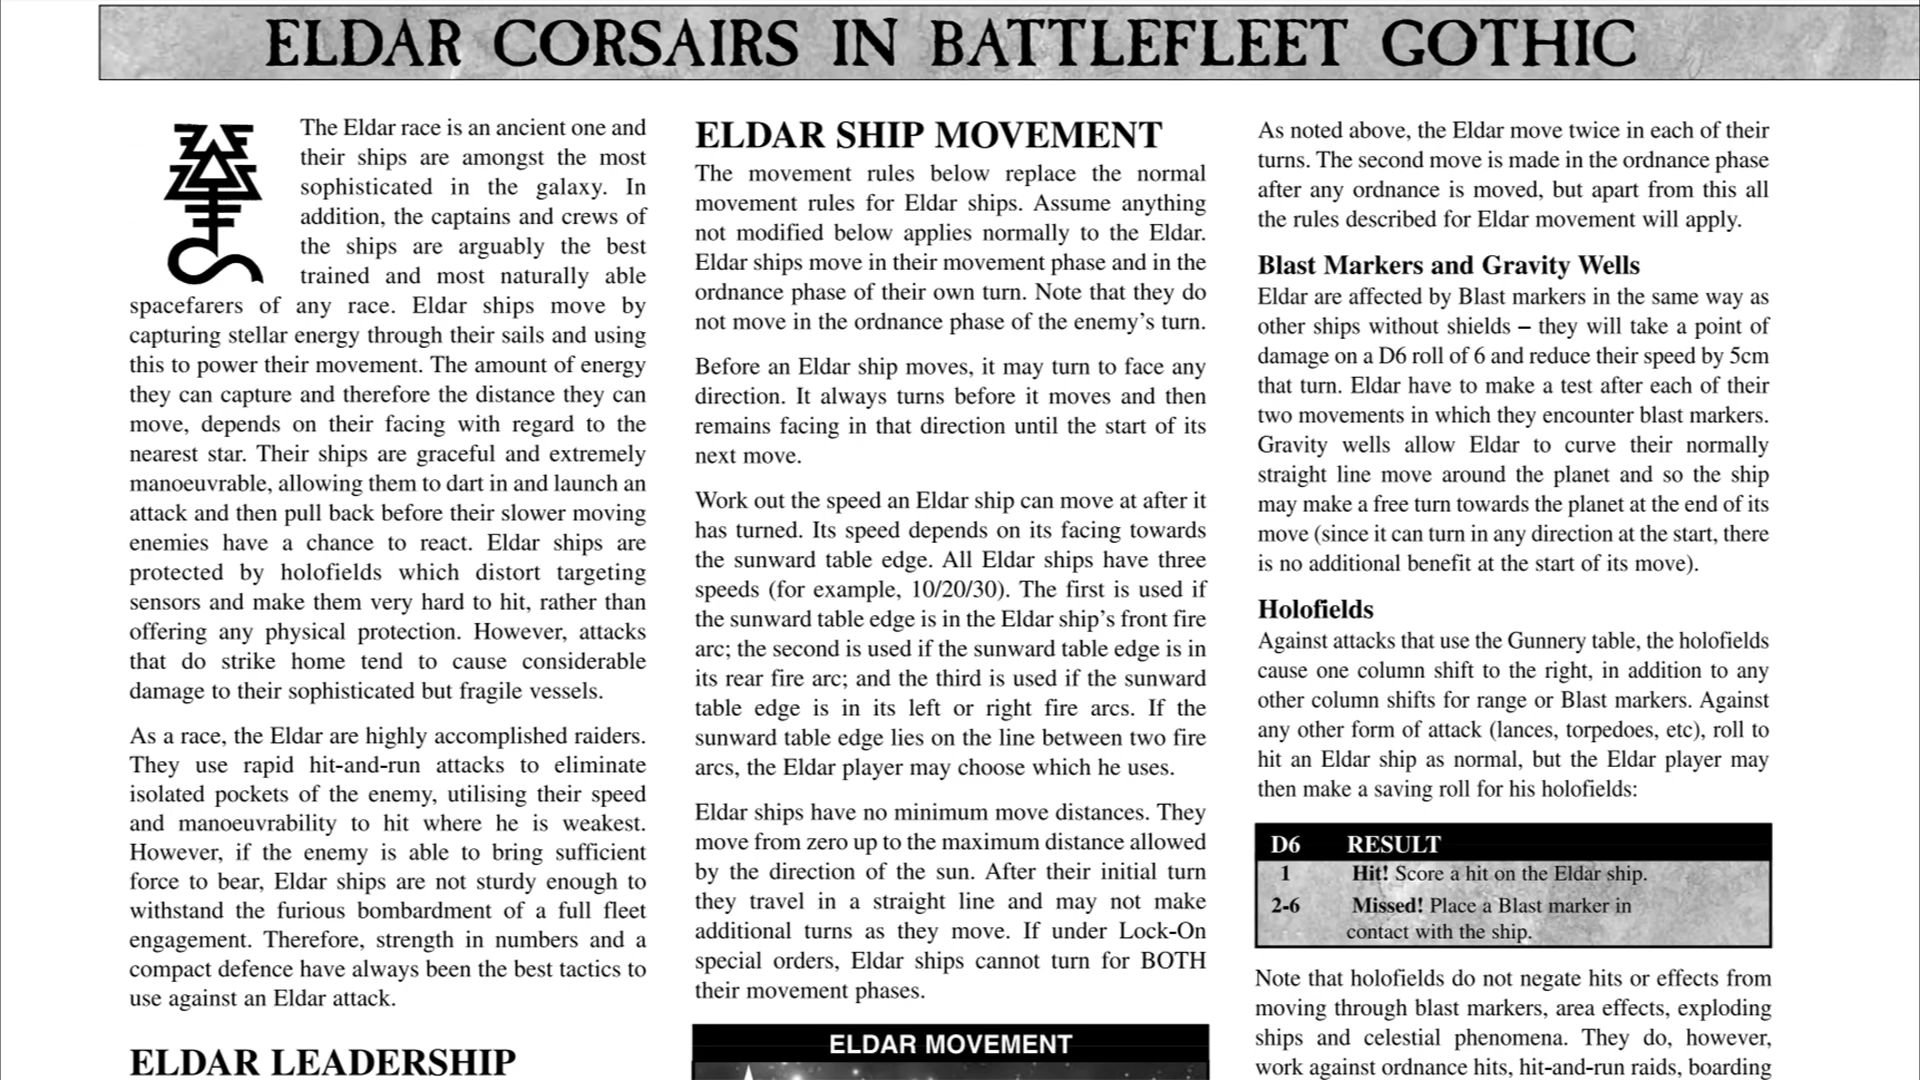 ELDAR CORSAIRS IN BATTLEFLEET GOTHIC
The Eldar race is an ancient one and
their ships are amongst the most
sophisticated in the galaxy. In
addition, the captains and crews of
the ships are arguably the best
trained and most naturally able
spacefarers of any race. Eldar ships move by
capturing stellar energy through their sails and using
this to power their movement. The amount of energy
they can capture and therefore the distance they can
move, depends on their facing with regard to the
nearest star. Their ships are graceful and extremely
manoeuvrable, allowing them to dart in and launch an
attack and then pull back before their slower moving
enemies have a chance to react. Eldar ships are
protected by holofields which distort targeting
sensors and make them very hard to hit, rather than
offering any physical protection. However, attacks
that do strike home tend to cause considerable
damage to their sophisticated but fragile vessels.
As a race, the Eldar are highly accomplished raiders.
They use rapid hit-and-run attacks to eliminate
isolated pockets of the enemy, utilising their speed
and manoeuvrability to hit where he is weakest.
However, if the enemy is able to bring sufficient
force to bear, Eldar ships are not sturdy enough to
withstand the furious bombardment of a full fleet
engagement. Therefore, strength in numbers and a
compact defence have always been the best tactics to
use against an Eldar attack.
ELDAR LEADERSHIP
ELDAR SHIP MOVEMENT
The movement rules below replace the normal
movement rules for Eldar ships. Assume anything
not modified below applies normally to the Eldar.
Eldar ships move in their movement phase and in the
ordnance phase of their own turn. Note that they do
not move in the ordnance phase of the enemy's turn.
Before an Eldar ship moves, it may turn to face any
direction. It always turns before it moves and then
remains facing in that direction until the start of its
next move.
Work out the speed an Eldar ship can move at after it
has turned. Its speed depends on its facing towards
the sunward table edge. All Eldar ships have three
speeds (for example, 10/20/30). The first is used if
the sunward table edge is in the Eldar ship's front fire
arc; the second is used if the sunward table edge is in
its rear fire arc; and the third is used if the sunward
table edge is in its left or right fire arcs. If the
sunward table edge lies on the line between two fire
arcs, the Eldar player may choose which he uses.
Eldar ships have no minimum move distances. They
move from zero up to the maximum distance allowed
by the direction of the sun. After their initial turn
they travel in a straight line and may not make
additional turns as they move. If under Lock-On
special orders, Eldar ships cannot turn for BOTH
their movement phases.
ELDAR MOVEMENT
As noted above, the Eldar move twice in each of their
turns. The second move is made in the ordnance phase
after any ordnance is moved, but apart from this all
the rules described for Eldar movement will apply.
Blast Markers and Gravity Wells
Eldar are affected by Blast markers in the same way as
other ships without shields – they will take a point of
damage on a D6 roll of 6 and reduce their speed by 5cm
that turn. Eldar have to make a test after each of their
two movements in which they encounter blast markers.
Gravity wells allow Eldar to curve their normally
straight line move around the planet and so the ship
may make a free turn towards the planet at the end of its
move (since it can turn in any direction at the start, there
is no additional benefit at the start of its move).
Holofields
Against attacks that use the Gunnery table, the holofields
cause one column shift to the right, in addition to any
other column shifts for range or Blast markers. Against
any other form of attack (lances, torpedoes, etc), roll to
hit an Eldar ship as normal, but the Eldar player may
then make a saving roll for his holofields:
D6 RESULT
1 Hit! Score a hit on the Eldar ship.
2-6 Missed! Place a Blast marker in
contact with the ship.
Note that holofields do not negate hits or effects from
moving through blast markers, area effects, exploding
ships and celestial phenomena. They do, however,
work against ordnance hits, hit-and-run raids, boarding